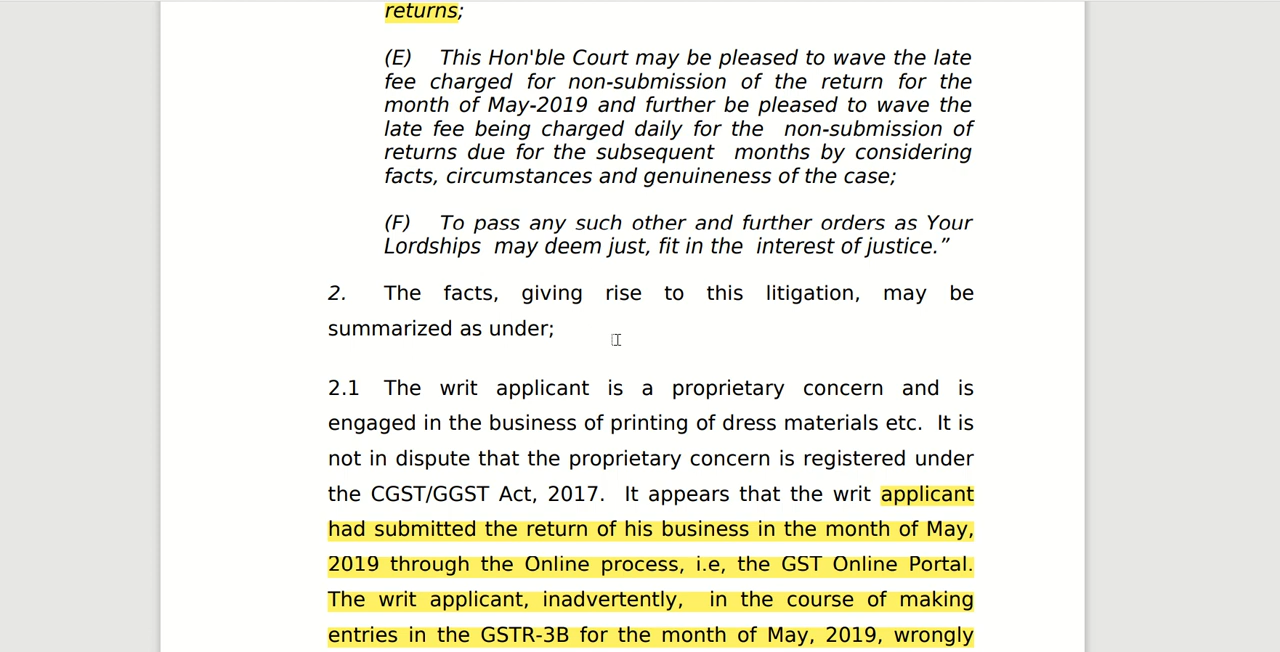 returns;
(E) This Hon'ble Court may be pleased to wave the late
fee charged for non-submission of the return for the
month of May-2019 and further be pleased to wave the
late fee being charged daily for the non-submission of
returns due for the subsequent months by considering
facts, circumstances and genuineness of the case;
(F) To pass any such other and further orders as Your
Lordships may deem just, fit in the interest of justice.”
2. The facts, giving rise to this litigation, may be
summarized as under;
2.1 The writ applicant is a proprietary concern and is
engaged in the business of printing of dress materials etc. It is
not in dispute that the proprietary concern is registered under
the CGST/GGST Act, 2017. It appears that the writ applicant
had submitted the return of his business in the month of May,
2019 through the Online process, i.e, the GST Online Portal.
The writ applicant, inadvertently, in the course of making
entries in the GSTR-3B for the month of May, 2019, wrongly